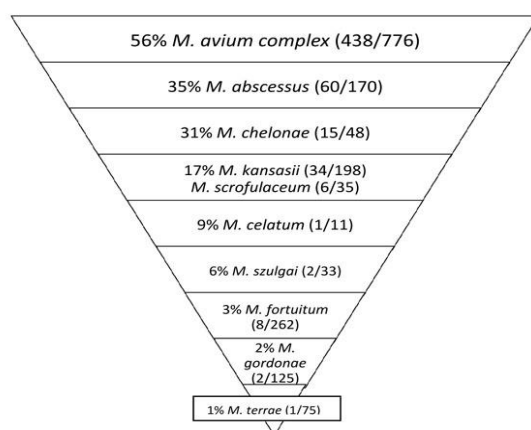 56% M. avium complex (438/776)
35% M. abscessus (60/170)
31% M. chelonae (15/48)
17% M. kansasii (34/198)
M. scrofulaceum (6/35)
9% M. celatum (1/11)
6% M. szulgai (2/33)
3% M. fortuitum
(8/262)
2% M.
gordonae
(2/125)
1% M. terrae (1/75)